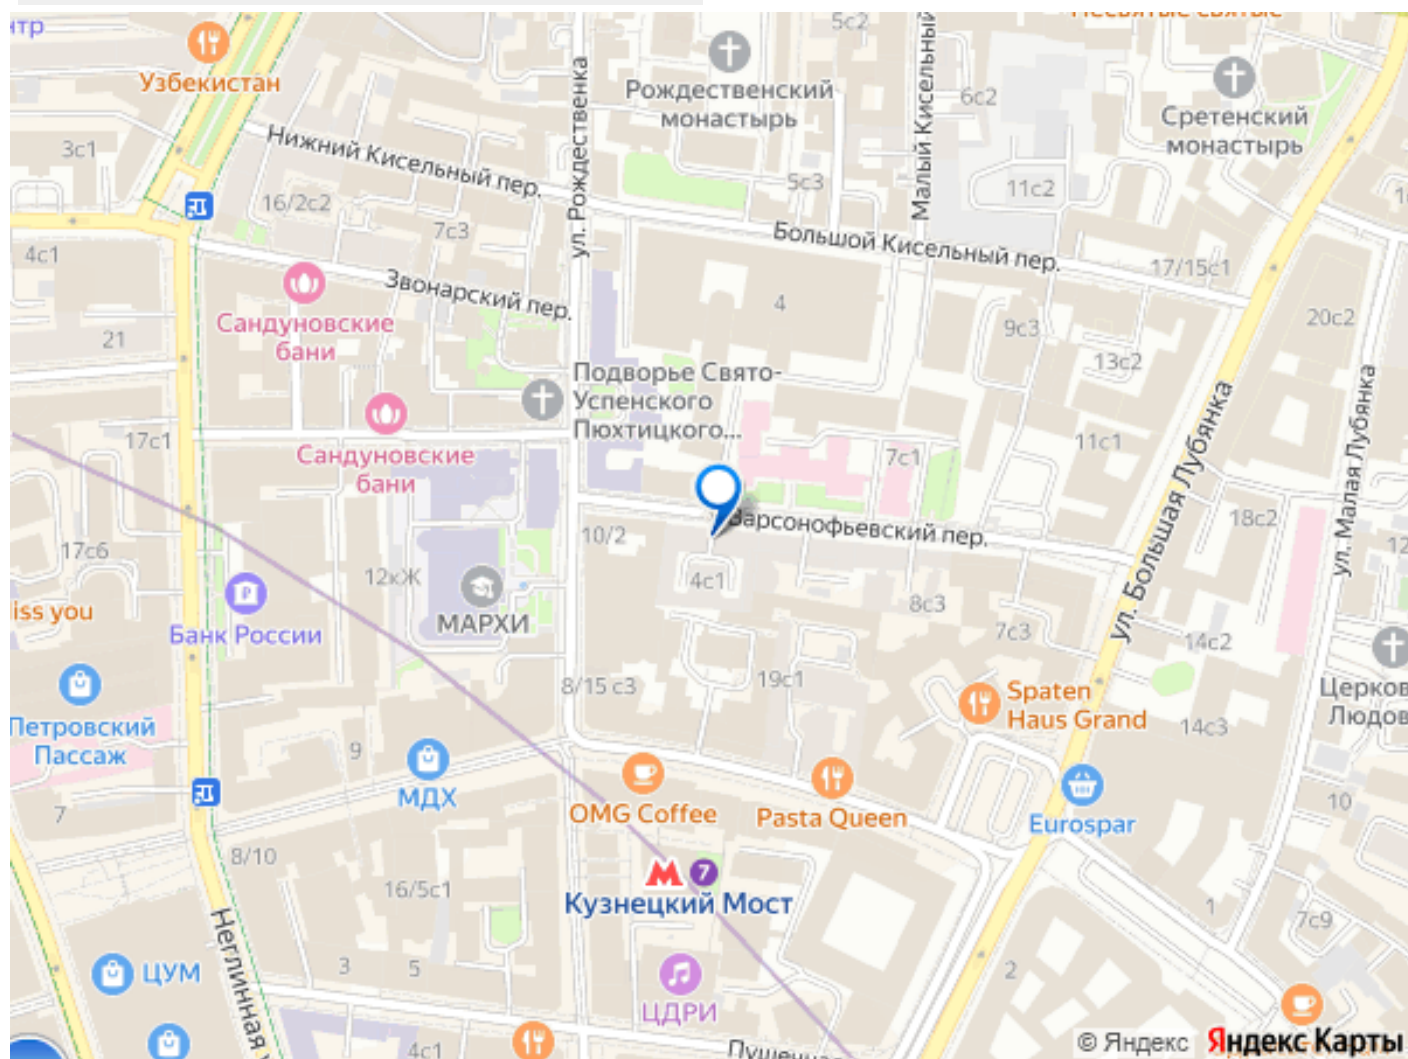 нтр
Узбекистан
3с1
Нижний Кисельный пер.
16/2с2
7с3
4с1
Звонарский пер.
21
Сандуновские
бани
Сандуновские
бани
17с1
ул. Рождественка
Рождественский
монастырь
5с2
5с3
Малый Кисельный
6с2
Сретенский
монастырь
11с2
Большой Кисельный пер.
17/15с1
4
9с3
13с2
20с2
Подворье Свято-
Успенского
Пюхтицкого...
7с1
11с1
ул. Большая Лубянка
ул. Малая Лубянка
18с2
12
Варсонофьевский пер.
10/2
4с1
8с3
7с3
14с2
17с6
12кЖ
МАРХИ
iss you
Банк России
Петровский
Пассаж
9
МДХ
7
8/15 с3
19с1
Spaten
Haus Grand
14с3
Церков
Людов
OMG Coffee
Pasta Queen
Eurospar
10
8/10
16/5с1
7
Кузнецкий Мост
1
7с9
Неглинная
ЦУМ
3
5
ЦДРИ
2
4с1
© Яндекс
Яндекс Карты